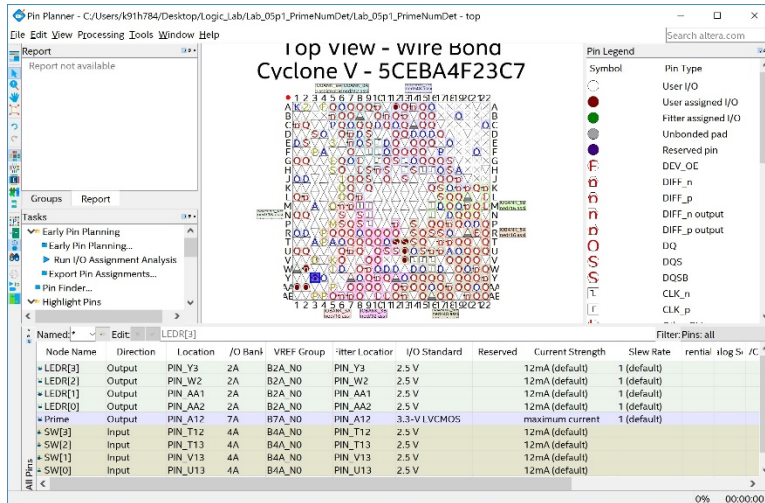 Pin Planner - C:/Users/k91h784/Desktop/Logic_Lab/Lab_05p1_PrimeNumDet/Lab_05p1_PrimeNumDet - top
File Edit View Processing Tools Window Help
Search altera.com
Report
Report not available
Groups Report
Tasks
Early Pin Planning
Early Pin Planning...
Run I/O Assignment Analysis
Export Pin Assignments...
Pin Finder...
Highlight Pins
Top View - Wire Bond
Cyclone V - 5CEBA4F23C7
Pin Legend
Symbol Pin Type
User I/O
User assigned I/O
Fitter assigned I/O
Unbonded pad
Reserved pin
DEV_OE
DIFF_n
DIFF_p
DIFF_n output
DIFF_p output
DQ
DQS
DQSB
CLK_n
CLK_p
Named: * Edit: LEDR[3] Filter: Pins: all
Node Name Direction Location /O Bank VREF Group Fitter Location I/O Standard Reserved Current Strength Slew Rate rential
LEDR[3] Output PIN_Y3 2A B2A_N0 PIN_Y3 2.5 V 12mA (default) 1 (default)
LEDR[2] Output PIN_W2 2A B2A_N0 PIN_W2 2.5 V 12mA (default) 1 (default)
LEDR[1] Output PIN_AA1 2A B2A_N0 PIN_AA1 2.5 V 12mA (default) 1 (default)
LEDR[0] Output PIN_AA2 2A B2A_N0 PIN_AA2 2.5 V 12mA (default) 1 (default)
Prime Output PIN_A12 7A B7A_N0 PIN_A12 3.3-V LVCMOS maximum current 1 (default)
SW[3] Input PIN_T12 4A B4A_N0 PIN_T12 2.5 V 12mA (default)
SW[2] Input PIN_T13 4A B4A_N0 PIN_T13 2.5 V 12mA (default)
SW[1] Input PIN_V13 4A B4A_N0 PIN_V13 2.5 V 12mA (default)
SW[0] Input PIN_U13 4A B4A_N0 PIN_U13 2.5 V 12mA (default)
All Pins
0% 00:00:00